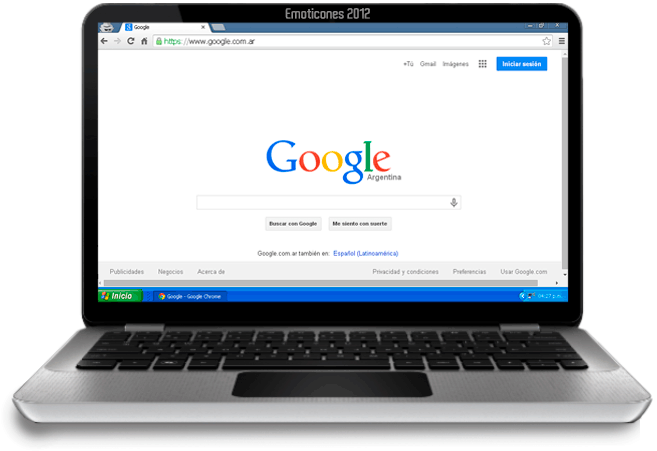 Emoticones 2012
Google
https://www.google.com.ar
+Tú Gmail Imágenes Iniciar sesión
Google
Argentina
Buscar con Google Me siento con suerte
Google.com.ar también en: Español (Latinoamérica)
Publicidades Negocios Acerca de Privacidad y condiciones Preferencias Usar Google.com
Inicio Google - Google Chrome 04:27 p.m.